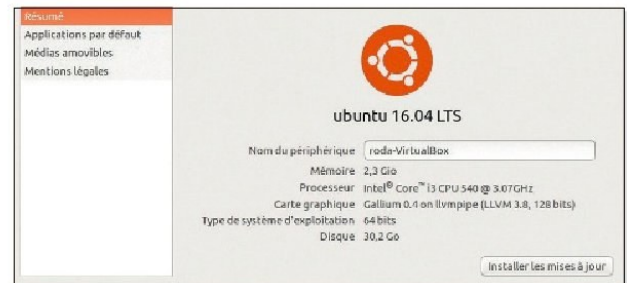 Résumé
Applications par défaut
Médias amovibles
Mentions légales
ubuntu 16.04 LTS
Nom du périphérique roda-VirtualBox
Mémoire 2,3 Gio
Processeur Intel® Core™ i3 CPU 540 @ 3.07GHz
Carte graphique Gallium 0.4 on llvmpipe (LLVM 3.8, 128 bits)
Type de système d'exploitation 64 bits
Disque 30,2 Go
Installer les mises à jour